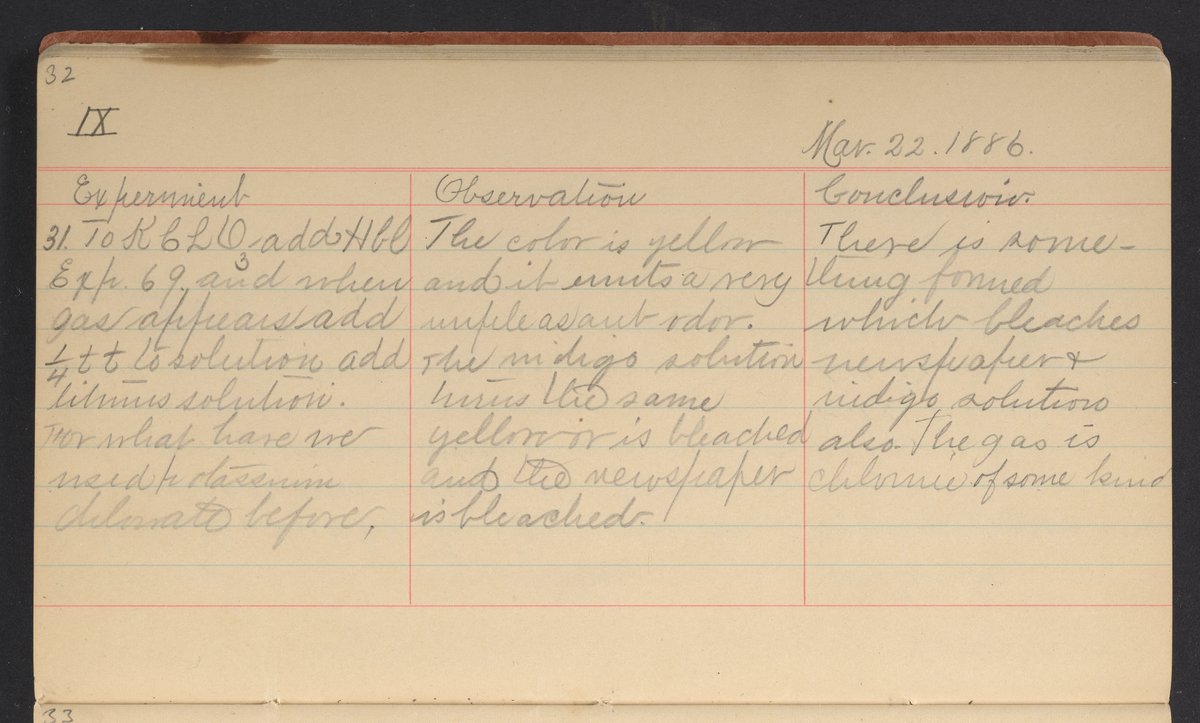 32
IX
Mar. 22. 1886.
Experiment
31. To K Cl O3 add HCl
Exp. 69, and when
gas appears add
1/4 t t to solution add
litmus solution.
For what have we
used potassium
chlorate before,
Observation
The color is yellow
and it emits a very
unpleasant odor.
The indigo solution
turns the same
yellow or is bleached
and the newspaper
is bleached.
Conclusion.
There is some-
thing formed
which bleaches
newspaper &
indigo solution
also. The gas is
chlorine of some kind
33